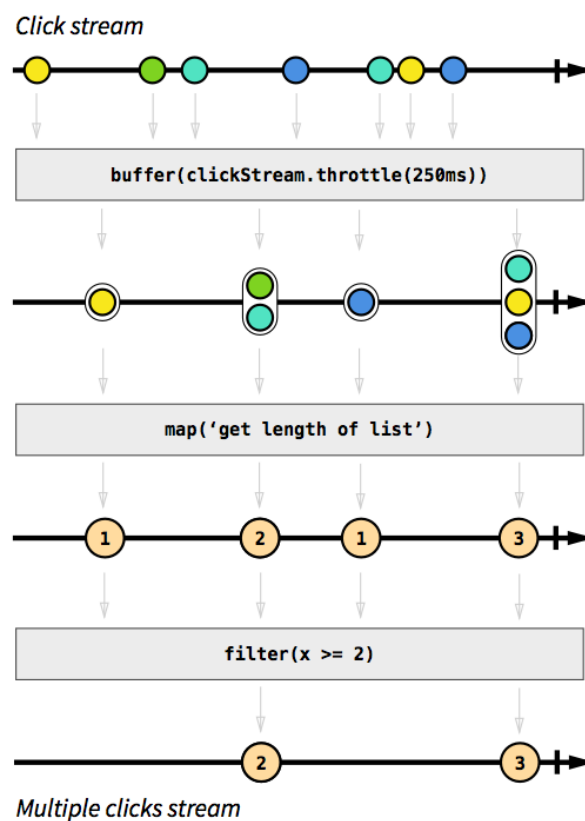 Click stream
buffer(clickStream.throttle(250ms))
map(‘get length of list’)
1 2 1 3
filter(x >= 2)
2 3
Multiple clicks stream